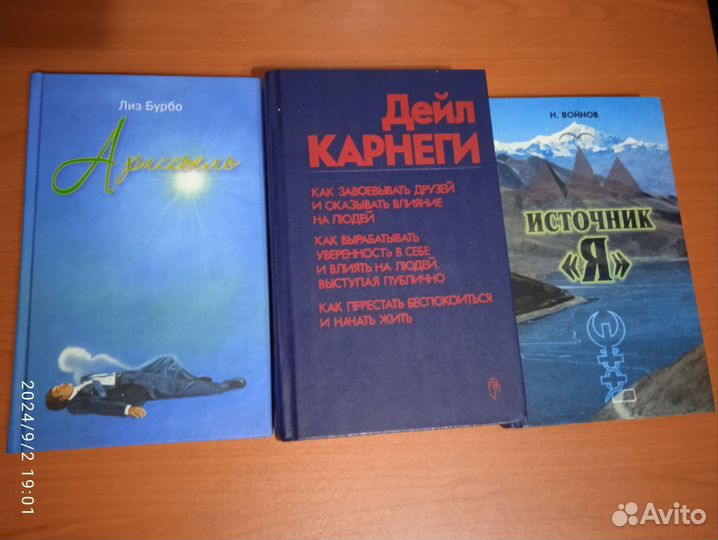 Лиз Бурбо
Арисьель
Дейл
КАРНЕГИ
КАК ЗАВОЕВЫВАТЬ ДРУЗЕЙ
И ОКАЗЫВАТЬ ВЛИЯНИЕ
НА ЛЮДЕЙ
КАК ВЫРАБАТЫВАТЬ
УВЕРЕННОСТЬ В СЕБЕ
И ВЛИЯТЬ НА ЛЮДЕЙ,
ВЫСТУПАЯ ПУБЛИЧНО
КАК ПЕРЕСТАТЬ БЕСПОКОИТЬСЯ
И НАЧАТЬ ЖИТЬ
Н. ВОЙНОВ
ИСТОЧНИК
«Я»
2024/9/2 19:01
Avito